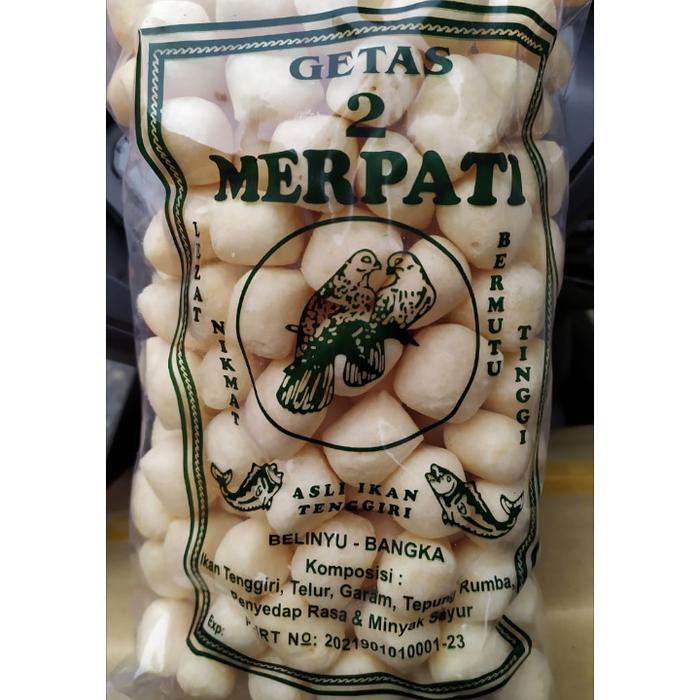 GETAS
2
MERPATI
LEZAT
NIKMAT
BERMUTU
TINGGI
ASLI IKAN
TENGGIRI
BELINYU - BANGKA
Komposisi :
Ikan Tenggiri, Telur, Garam, Tepung Rumba,
Penyedap Rasa & Minyak Sayur
Exp: P.IRT No: 2021901010001-23